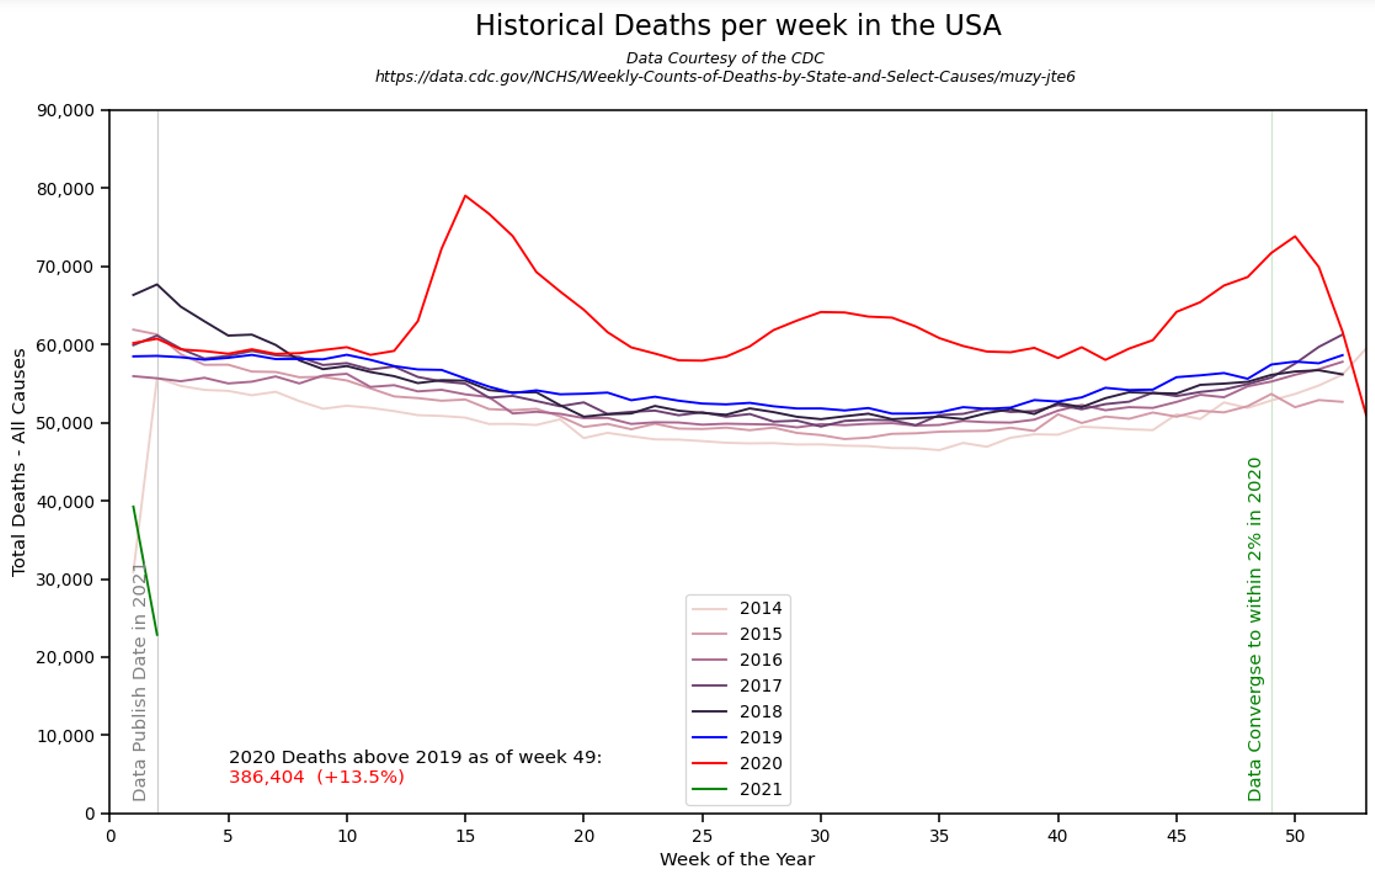 Historical Deaths per week in the USA
Data Courtesy of the CDC
https://data.cdc.gov/NCHS/Weekly-Counts-of-Deaths-by-State-and-Select-Causes/muzy-jte6
90,000
80,000
70,000
60,000
50,000
40,000
30,000
20,000
10,000
0
Total Deaths - All Causes
Data Publish Date in 2021
2020 Deaths above 2019 as of week 49:
386,404 (+13.5%)
2014
2015
2016
2017
2018
2019
2020
2021
Data Convergse to within 2% in 2020
0 5 10 15 20 25 30 35 40 45 50
Week of the Year